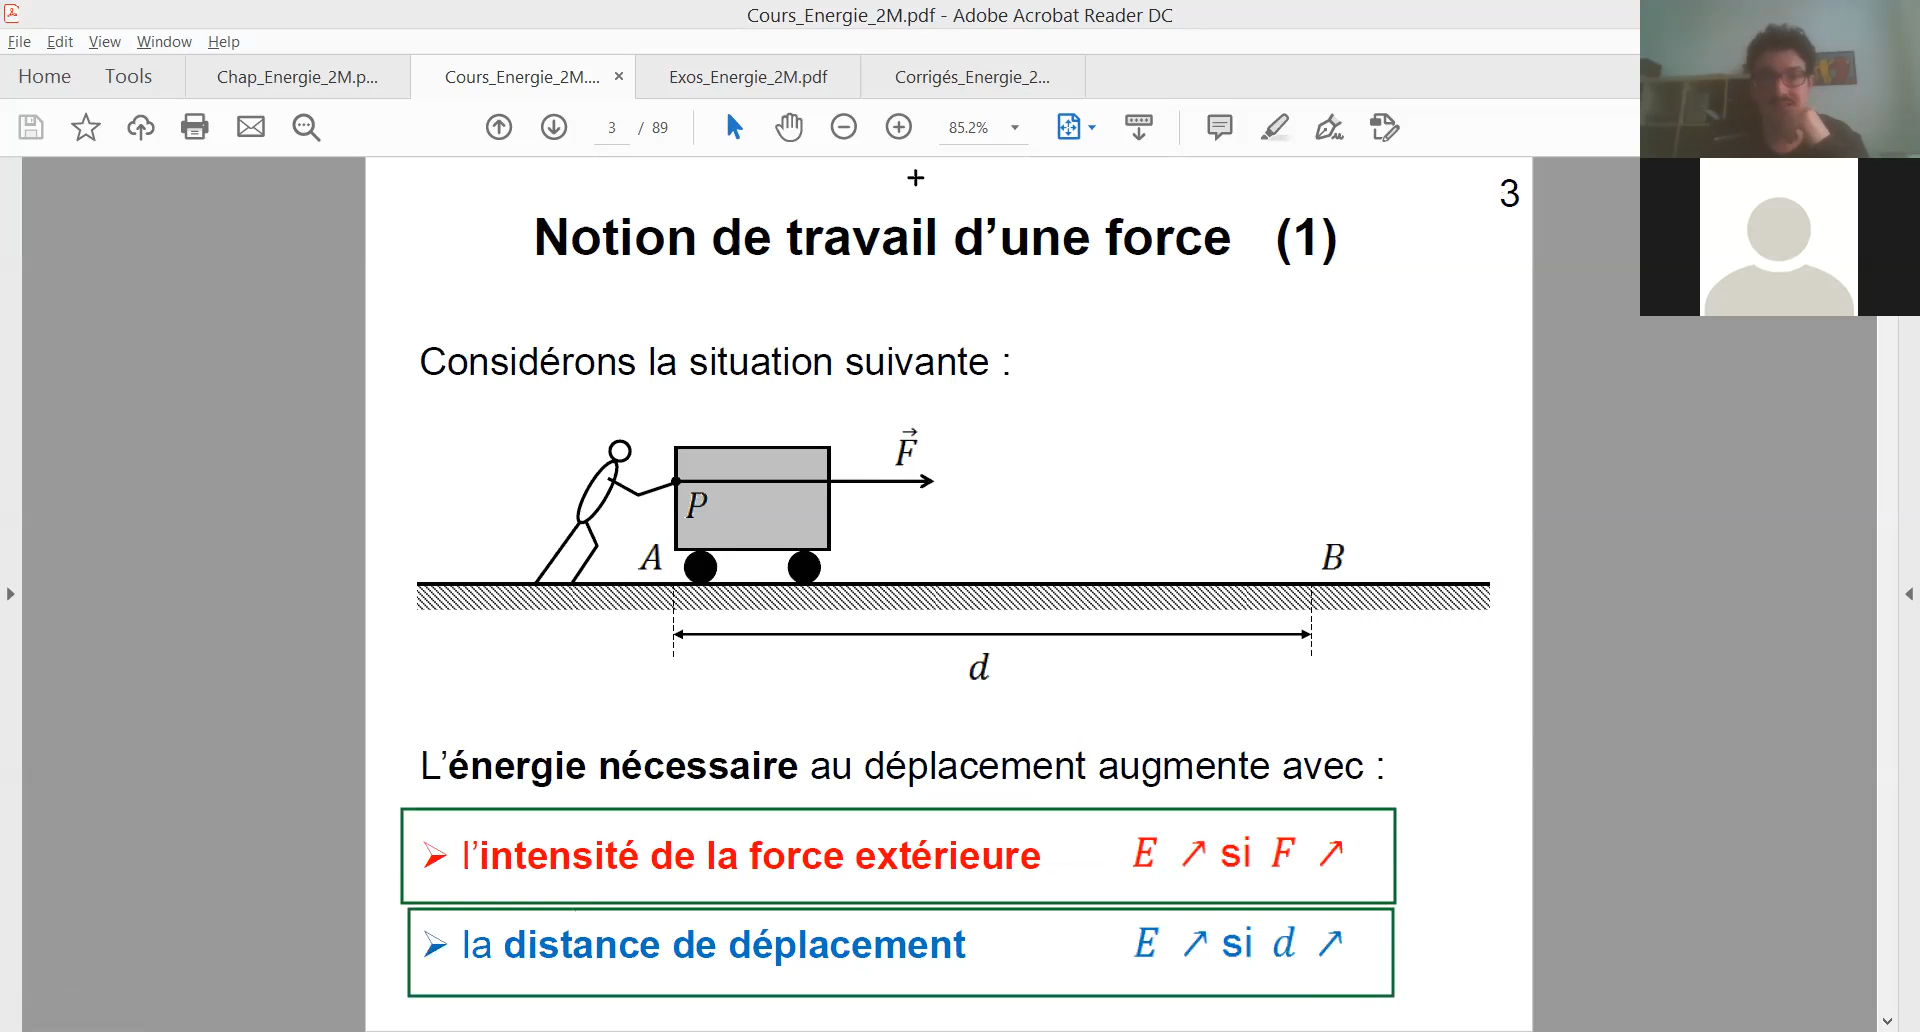 Cours_Energie_2M.pdf - Adobe Acrobat Reader DC
File Edit View Window Help
Home Tools Chap_Energie_2M.p... Cours_Energie_2M.... × Exos_Energie_2M.pdf Corrigés_Energie_2...
3 / 89 85.2%
3
Notion de travail d’une force (1)
Considérons la situation suivante :
F⃗
P
A
B
d
L’énergie nécessaire au déplacement augmente avec :
➢ l’intensité de la force extérieure E ↗ si F ↗
➢ la distance de déplacement E ↗ si d ↗